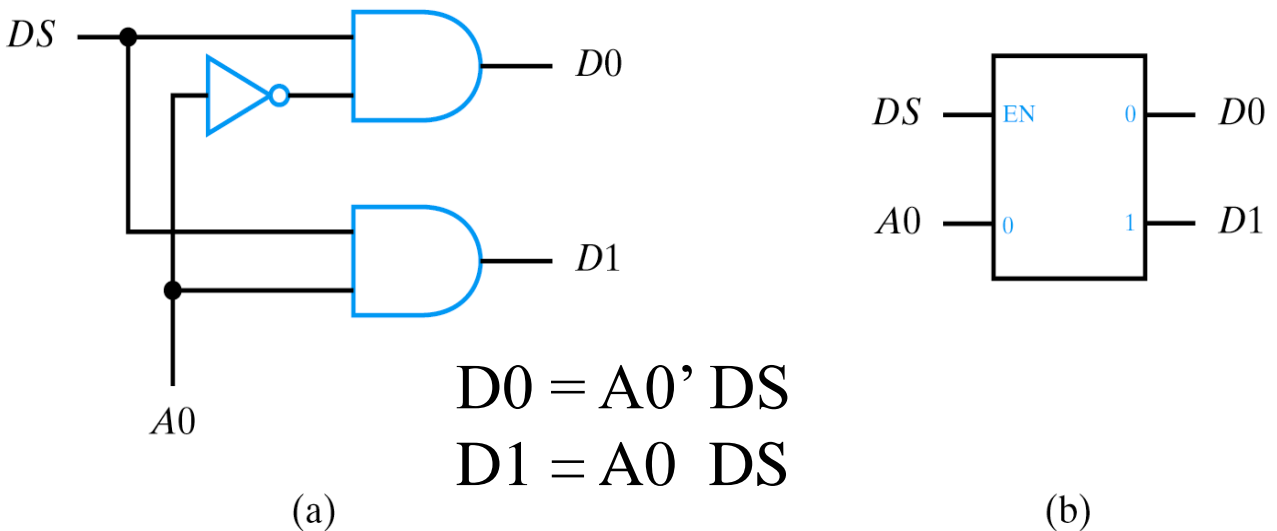 DS
D0
D1
A0
D0 = A0’ DS
D1 = A0 DS
(a)
DS EN 0 D0
A0 0 1 D1
(b)